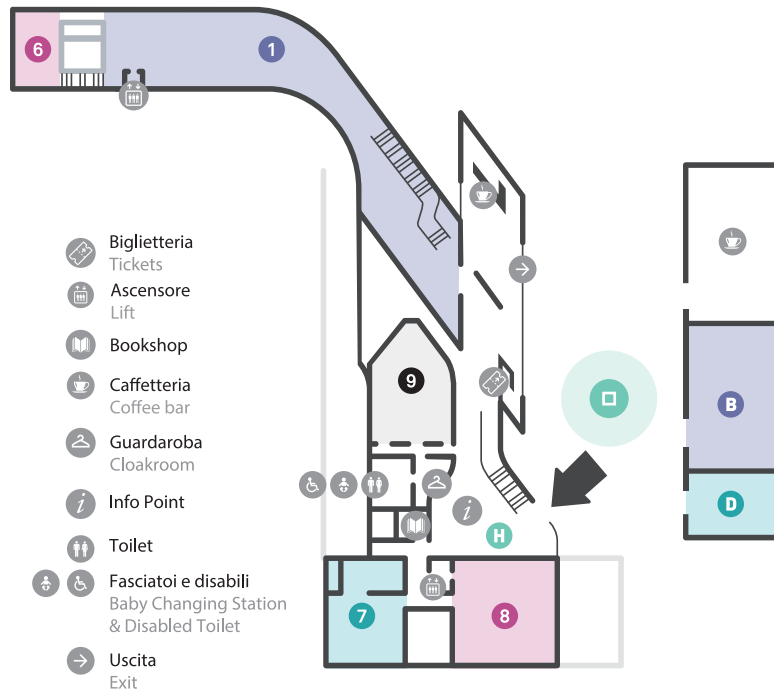 6
1
B
D
9
H
7
8
i
Biglietteria
Tickets
Ascensore
Lift
Bookshop
Caffetteria
Coffee bar
Guardaroba
Cloakroom
i
Info Point
Toilet
Fasciatoi e disabili
Baby Changing Station
& Disabled Toilet
Uscita
Exit